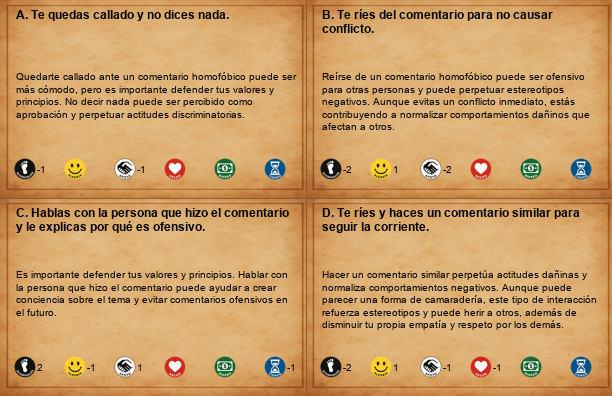 A. Te quedas callado y no dices nada.
Quedarte callado ante un comentario homofóbico puede ser
más cómodo, pero es importante defender tus valores y
principios. No decir nada puede ser percibido como
aprobación y perpetuar actitudes discriminatorias.
-1
-1
B. Te ríes del comentario para no causar
conflicto.
Reírse de un comentario homofóbico puede ser ofensivo
para otras personas y puede perpetuar estereotipos
negativos. Aunque evitas un conflicto inmediato, estás
contribuyendo a normalizar comportamientos dañinos que
afectan a otros.
-2
1
-2
C. Hablas con la persona que hizo el comentario
y le explicas por qué es ofensivo.
Es importante defender tus valores y principios. Hablar con
la persona que hizo el comentario puede ayudar a crear
conciencia sobre el tema y evitar comentarios ofensivos en
el futuro.
2
-1
1
-1
D. Te ríes y haces un comentario similar para
seguir la corriente.
Hacer un comentario similar perpetúa actitudes dañinas y
normaliza comportamientos negativos. Aunque puede
parecer una forma de camaradería, este tipo de interacción
refuerza estereotipos y puede herir a otros, además de
disminuir tu propia empatía y respeto por los demás.
-2
1
-1
-1